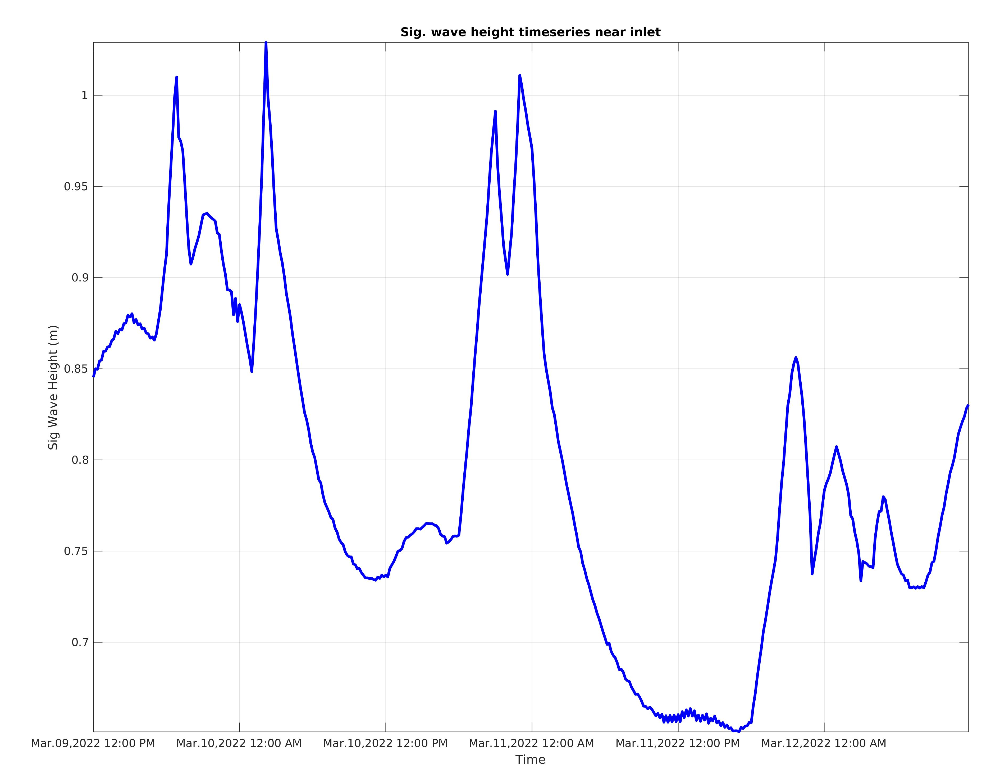 Sig. wave height timeseries near inlet
1
0.95
0.9
0.85
0.8
0.75
0.7
Sig Wave Height (m)
Mar.09,2022 12:00 PM
Mar.10,2022 12:00 AM
Mar.10,2022 12:00 PM
Mar.11,2022 12:00 AM
Mar.11,2022 12:00 PM
Mar.12,2022 12:00 AM
Time